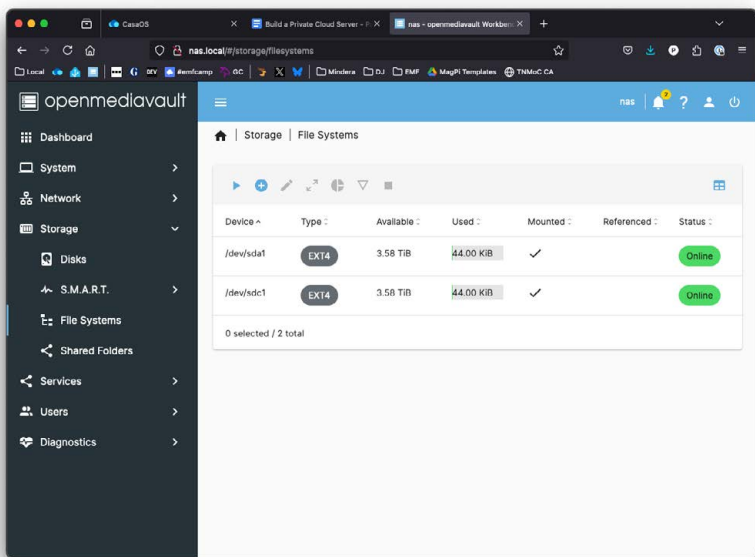 CasaOS
Build a Private Cloud Server - P
nas - openmediavault Workben
nas.local/#/storage/filesystems
Local
DEV
#emfcamp
GC
Mindera
DJ
EMF
MagPi Templates
TNMoC CA
openmediavault
nas
2
Dashboard
Storage | File Systems
System
Network
Storage
Disks
S.M.A.R.T.
File Systems
Shared Folders
Services
Users
Diagnostics
Device Type Available Used Mounted Referenced Status
/dev/sda1 EXT4 3.58 TiB 44.00 KiB Online
/dev/sdc1 EXT4 3.58 TiB 44.00 KiB Online
0 selected / 2 total